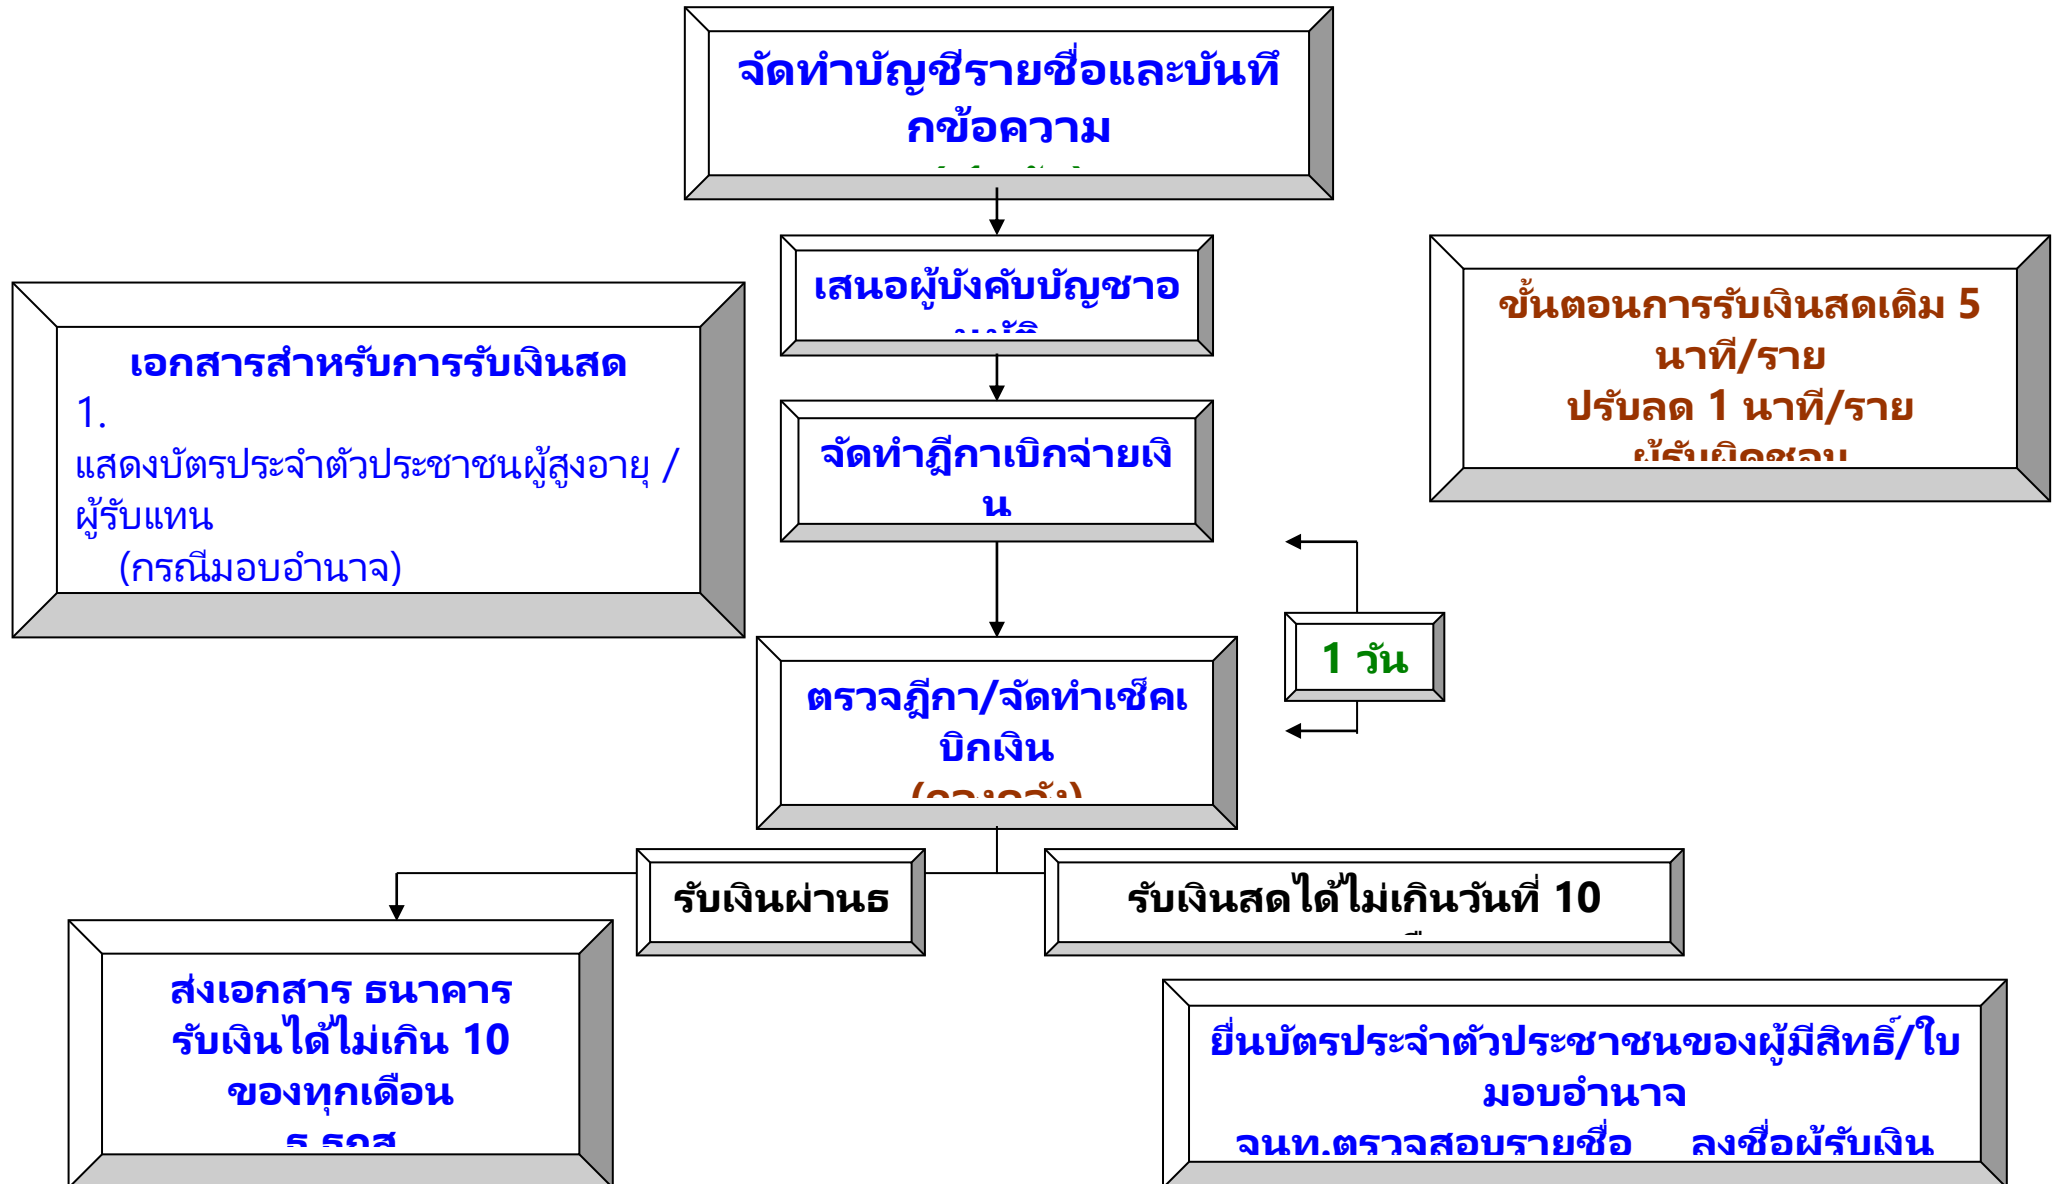 จัดทำบัญชีรายชื่อและบันทึ
กข้อความ
เสนอผู้บังคับบัญชาอ
ขั้นตอนการรับเงินสดเดิม 5
นาที/ราย
ปรับลด 1 นาที/ราย
ผู้รับผิดชอบ
เอกสารสำหรับการรับเงินสด
1.
แสดงบัตรประจำตัวประชาชนผู้สูงอายุ /
ผู้รับแทน
(กรณีมอบอำนาจ)
จัดทำฎีกาเบิกจ่ายเงิ
น
1 วัน
ตรวจฎีกา/จัดทำเช็คเ
บิกเงิน
(กองคลัง)
รับเงินผ่านธ
รับเงินสดได้ไม่เกินวันที่ 10
ส่งเอกสาร ธนาคาร
รับเงินได้ไม่เกิน 10
ของทุกเดือน
ยื่นบัตรประจำตัวประชาชนของผู้มีสิทธิ์/ใบ
มอบอำนาจ
จนท.ตรวจสอบรายชื่อ ลงชื่อผู้รับเงิน